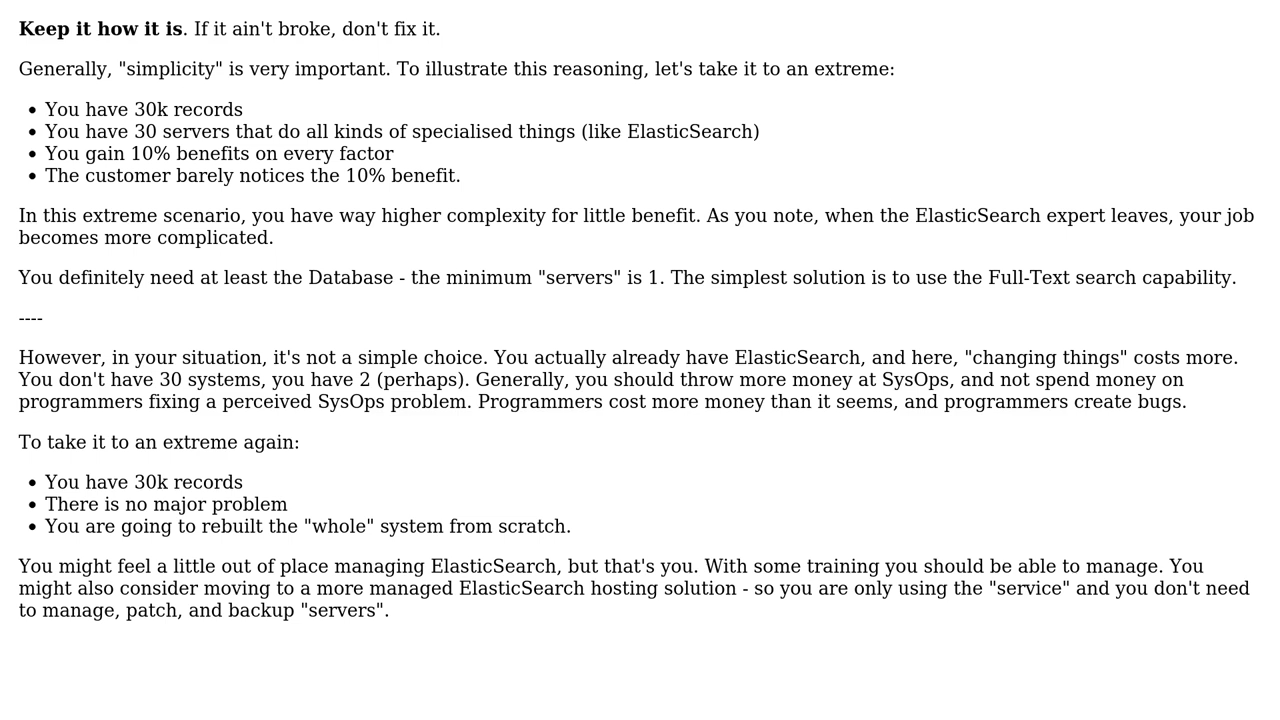 Keep it how it is. If it ain't broke, don't fix it.
Generally, "simplicity" is very important. To illustrate this reasoning, let's take it to an extreme:
• You have 30k records
• You have 30 servers that do all kinds of specialised things (like ElasticSearch)
• You gain 10% benefits on every factor
• The customer barely notices the 10% benefit.
In this extreme scenario, you have way higher complexity for little benefit. As you note, when the ElasticSearch expert leaves, your job
becomes more complicated.
You definitely need at least the Database - the minimum "servers" is 1. The simplest solution is to use the Full-Text search capability.
----
However, in your situation, it's not a simple choice. You actually already have ElasticSearch, and here, "changing things" costs more.
You don't have 30 systems, you have 2 (perhaps). Generally, you should throw more money at SysOps, and not spend money on
programmers fixing a perceived SysOps problem. Programmers cost more money than it seems, and programmers create bugs.
To take it to an extreme again:
• You have 30k records
• There is no major problem
• You are going to rebuilt the "whole" system from scratch.
You might feel a little out of place managing ElasticSearch, but that's you. With some training you should be able to manage. You
might also consider moving to a more managed ElasticSearch hosting solution - so you are only using the "service" and you don't need
to manage, patch, and backup "servers".